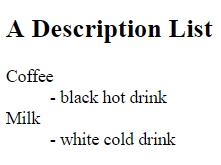 A Description List
Coffee
- black hot drink
Milk
- white cold drink